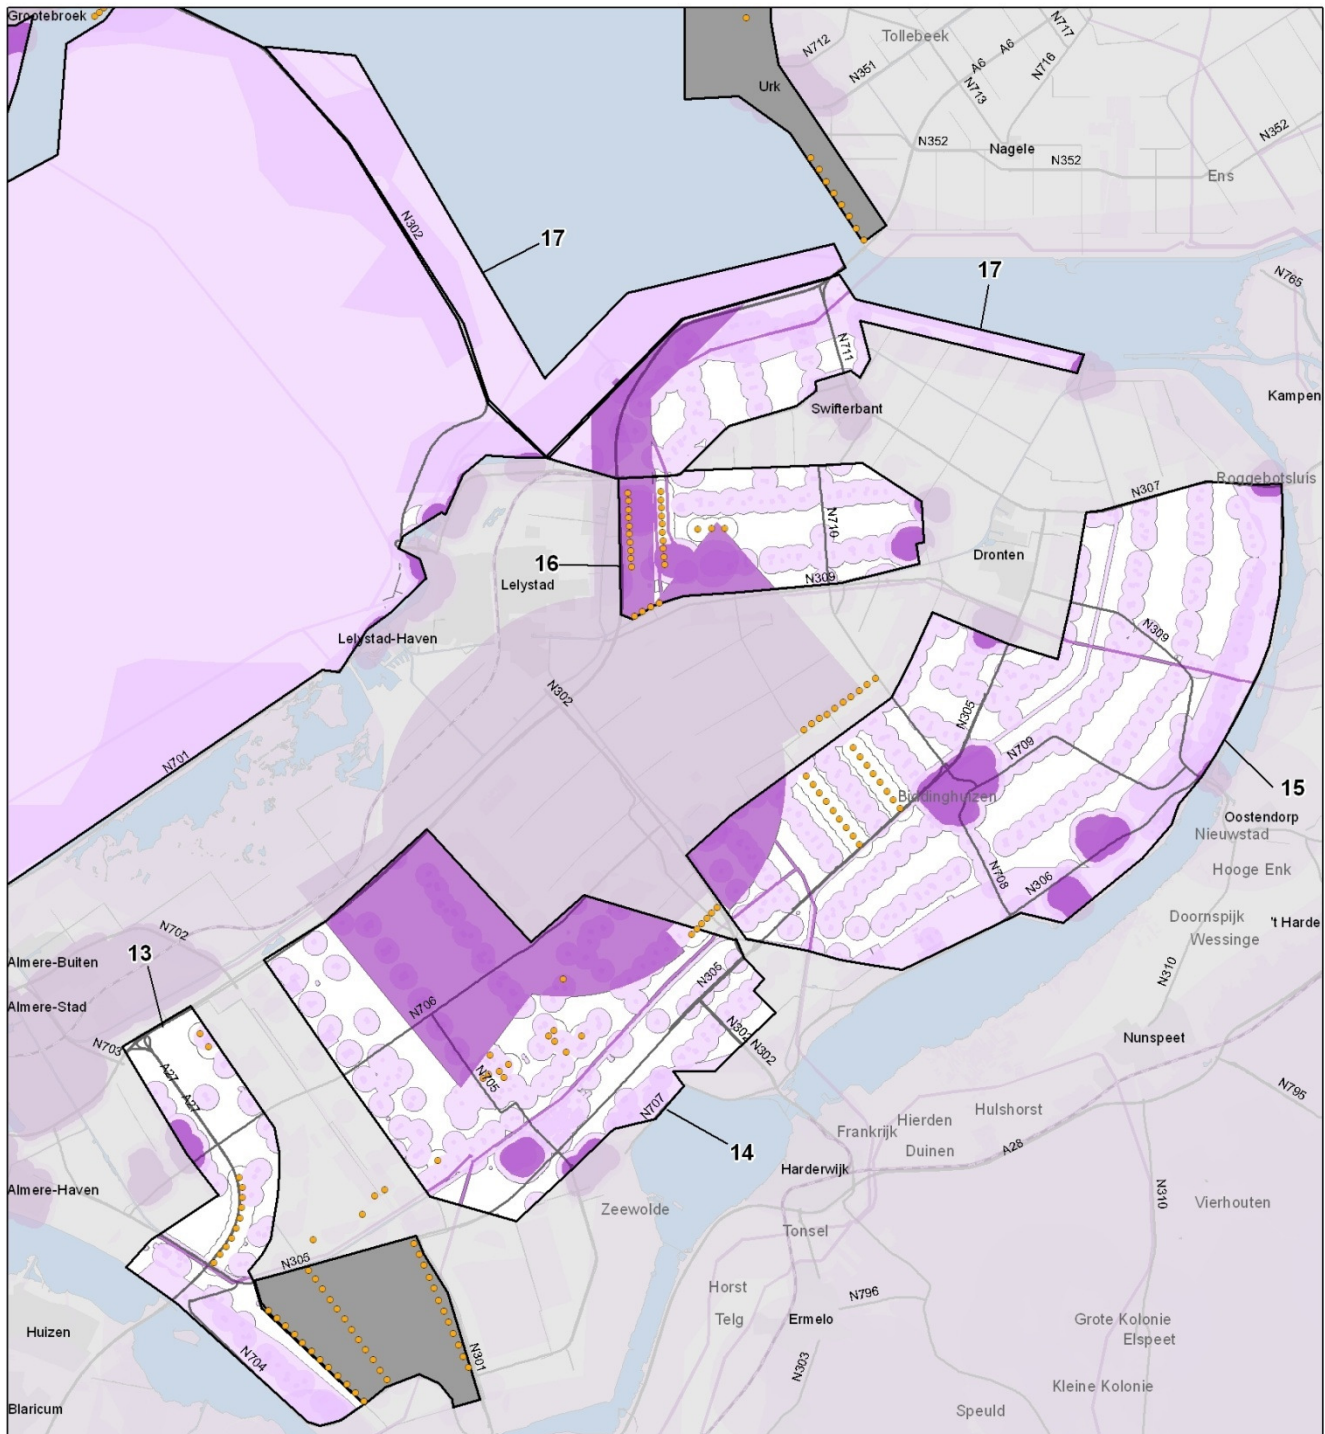 Grootebroek
N712
Tollebeek
N717
A6
A6
N716
N351
N713
Urk
N352
Nagele
N352
N352
Ens
N302
17
17
N765
N711
Kampen
Swifterbant
Roggebotsluis
N307
N710
16
Lelystad
Dronten
N309
Lelystad-Haven
N309
N302
N305
N709
N701
15
Biddinghuizen
Oostendorp
Nieuwstad
Hooge Enk
N708
N306
Doornspijk
't Harde
Wessinge
N702
13
Almere-Buiten
N310
Almere-Stad
N305
N706
N302
N302
Nunspeet
N703
A27
N705
A27
N707
N795
Hulshorst
Hierden
Frankrijk
Duinen
A28
14
Harderwijk
Almere-Haven
Zeewolde
N310
Vierhouten
Tonsel
N305
Horst
N796
Telg
Ermelo
Grote Kolonie
Elspeet
Huizen
N704
N301
N303
Kleine Kolonie
Blaricum
Speuld